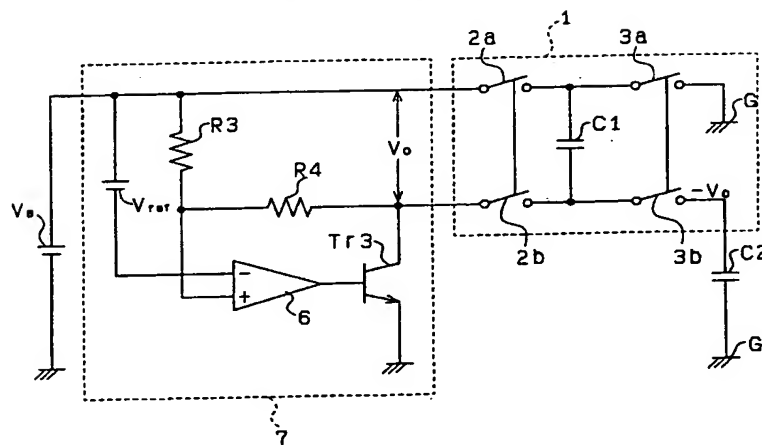 1
2a
3a
R3
G
Vo
C1
R4
Vref
Vs
-Vo
Tr3
2b
3b
C2
-
+
6
G
7